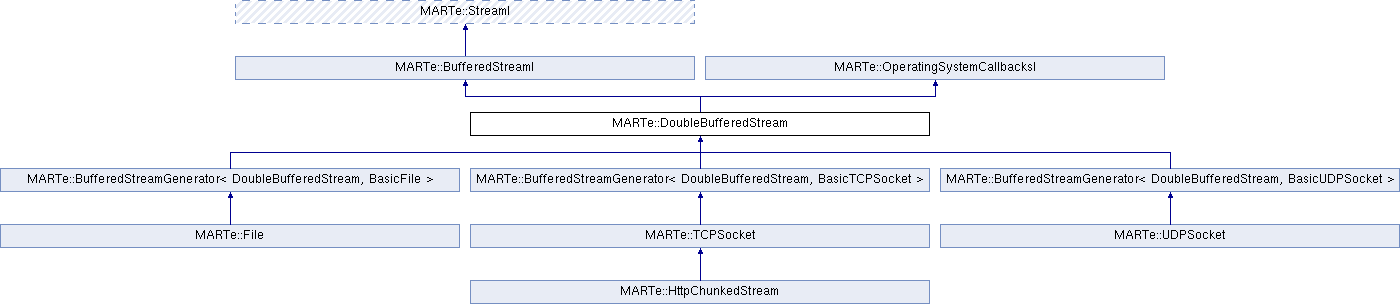 MARTe::StreamI
MARTe::BufferedStreamI
MARTe::OperatingSystemCallbacksI
MARTe::DoubleBufferedStream
MARTe::BufferedStreamGenerator< DoubleBufferedStream, BasicFile >
MARTe::BufferedStreamGenerator< DoubleBufferedStream, BasicTCPSocket >
MARTe::BufferedStreamGenerator< DoubleBufferedStream, BasicUDPSocket >
MARTe::File
MARTe::TCPSocket
MARTe::UDPSocket
MARTe::HttpChunkedStream